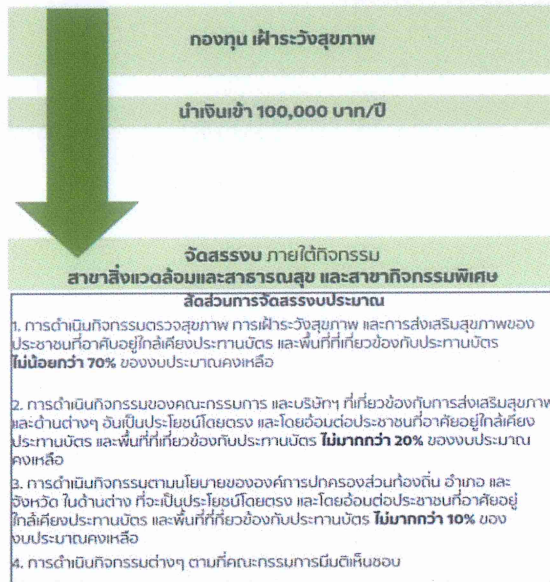 กองทุน เฝ้าระวังสุขภาพ
นำเงินเข้า 100,000 บาท/ปี
จัดสรรงบ ภายใต้กิจกรรม
สาขาสิ่งแวดล้อมและสาธารณสุข และสาขากิจกรรมพิเศษ
สัดส่วนการจัดสรรงบประมาณ
1. การดำเนินกิจกรรมตรวจสุขภาพ การเฝ้าระวังสุขภาพ และการส่งเสริมสุขภาพของ
ประชาชนที่อาศัยอยู่ใกล้เคียงประทานบัตร และพื้นที่ที่เกี่ยวข้องกับประทานบัตร
ไม่น้อยกว่า 70% ของงบประมาณคงเหลือ
2. การดำเนินกิจกรรมของคณะกรรมการ และบริษัทฯ ที่เกี่ยวข้องกับการส่งเสริมสุขภาพ
และด้านต่างๆ อันเป็นประโยชน์โดยตรง และโดยอ้อมต่อประชาชนที่อาศัยอยู่ใกล้เคียง
ประทานบัตร และพื้นที่ที่เกี่ยวข้องกับประทานบัตร ไม่มากกว่า 20% ของงบประมาณ
คงเหลือ
3. การดำเนินกิจกรรมตามนโยบายขององค์การปกครองส่วนท้องถิ่น อำเภอ และ
จังหวัด ในด้านต่าง ที่จะเป็นประโยชน์โดยตรง และโดยอ้อมต่อประชาชนที่อาศัยอยู่
ใกล้เคียงประทานบัตร และพื้นที่ที่เกี่ยวข้องกับประทานบัตร ไม่มากกว่า 10% ของ
งบประมาณคงเหลือ
4. การดำเนินกิจกรรมต่างๆ ตามที่คณะกรรมการมีมติเห็นชอบ